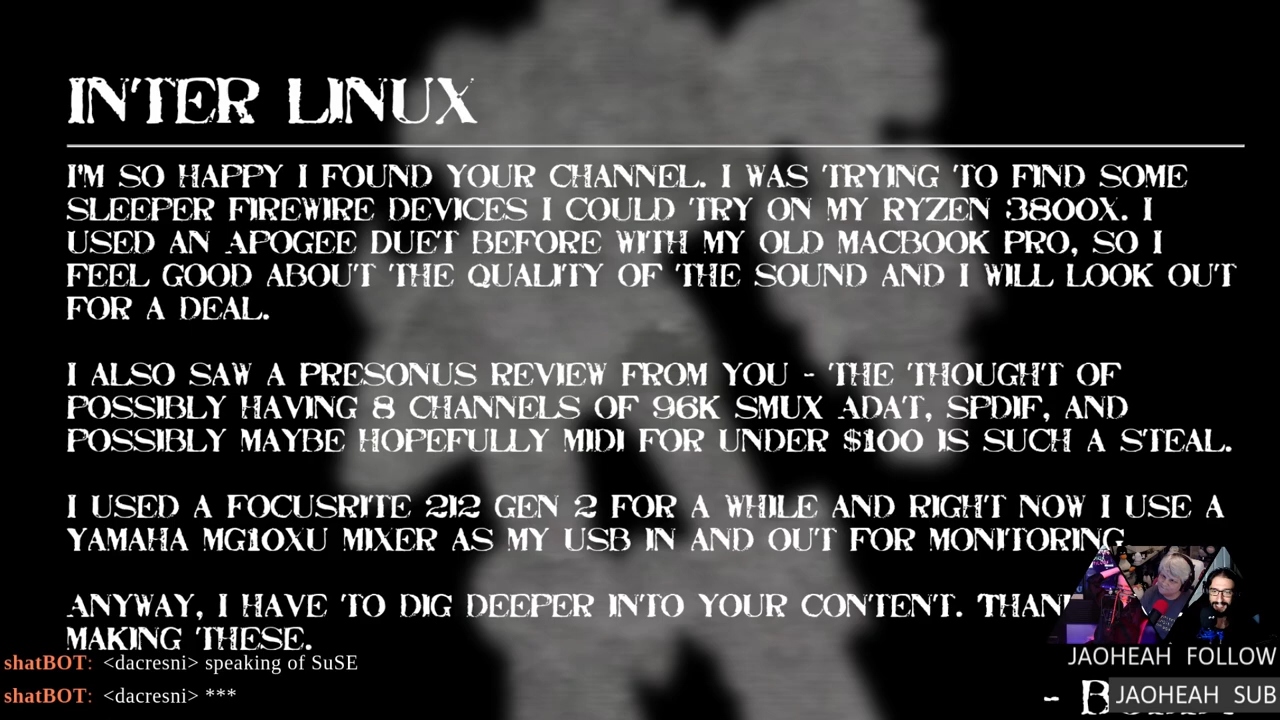 INTER LINUX
I'M SO HAPPY I FOUND YOUR CHANNEL. I WAS TRYING TO FIND SOME
SLEEPER FIREWIRE DEVICES I COULD TRY ON MY RYZEN 3800X. I
USED AN APOGEE DUET BEFORE WITH MY OLD MACBOOK PRO, SO I
FEEL GOOD ABOUT THE QUALITY OF THE SOUND AND I WILL LOOK OUT
FOR A DEAL.
I ALSO SAW A PRESONUS REVIEW FROM YOU - THE THOUGHT OF
POSSIBLY HAVING 8 CHANNELS OF 96K SMUX ADAT, SPDIF, AND
POSSIBLY MAYBE HOPEFULLY MIDI FOR UNDER $100 IS SUCH A STEAL.
I USED A FOCUSRITE 212 GEN 2 FOR A WHILE AND RIGHT NOW I USE A
YAMAHA MG10XU MIXER AS MY USB IN AND OUT FOR MONITORING
ANYWAY, I HAVE TO DIG DEEPER INTO YOUR CONTENT.
MAKING THESE.
shatBOT: <dacresni> speaking of SuSE
shatBOT: <dacresni> ***
JAOHEAH FOLLOW
-
JAOHEAH SUB